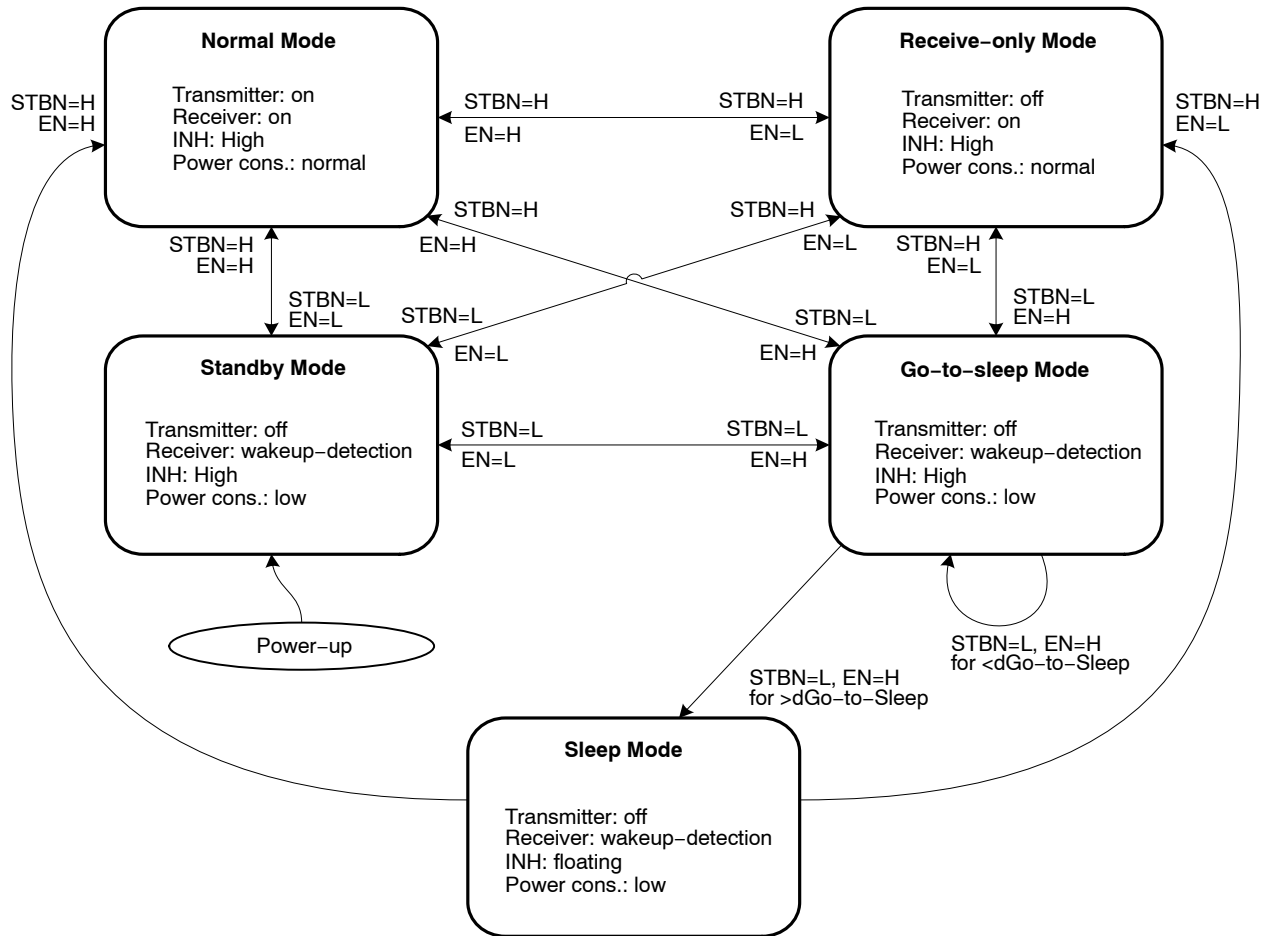 Normal Mode
Transmitter: on
Receiver: on
INH: High
Power cons.: normal
Receive−only Mode
Transmitter: off
Receiver: on
INH: High
Power cons.: normal
STBN=H
EN=H
STBN=H
EN=H
STBN=H
EN=L
STBN=H
EN=L
STBN=H
EN=H
STBN=H
EN=L
STBN=H
EN=H
STBN=L
EN=L
STBN=H
EN=L
STBN=L
EN=H
STBN=L
EN=L
STBN=L
EN=H
Standby Mode
Transmitter: off
Receiver: wakeup−detection
INH: High
Power cons.: low
STBN=L
EN=L
STBN=L
EN=H
Go−to−sleep Mode
Transmitter: off
Receiver: wakeup−detection
INH: High
Power cons.: low
Power−up
STBN=L, EN=H
for <dGo−to−Sleep
STBN=L, EN=H
for >dGo−to−Sleep
Sleep Mode
Transmitter: off
Receiver: wakeup−detection
INH: floating
Power cons.: low